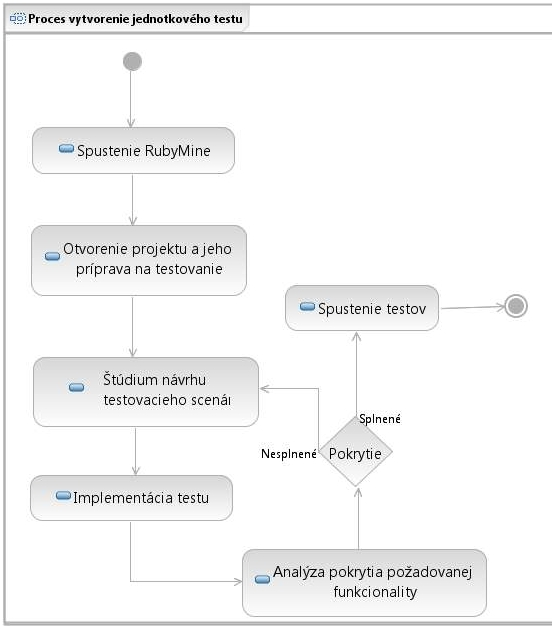 Proces vytvorenie jednotkového testu
Spustenie RubyMine
Otvorenie projektu a jeho
príprava na testovanie
Spustenie testov
Štúdium návrhu
testovacieho scenár
Splnené
Nesplnené
Pokrytie
Implementácia testu
Analýza pokrytia požadovanej
funkcionality